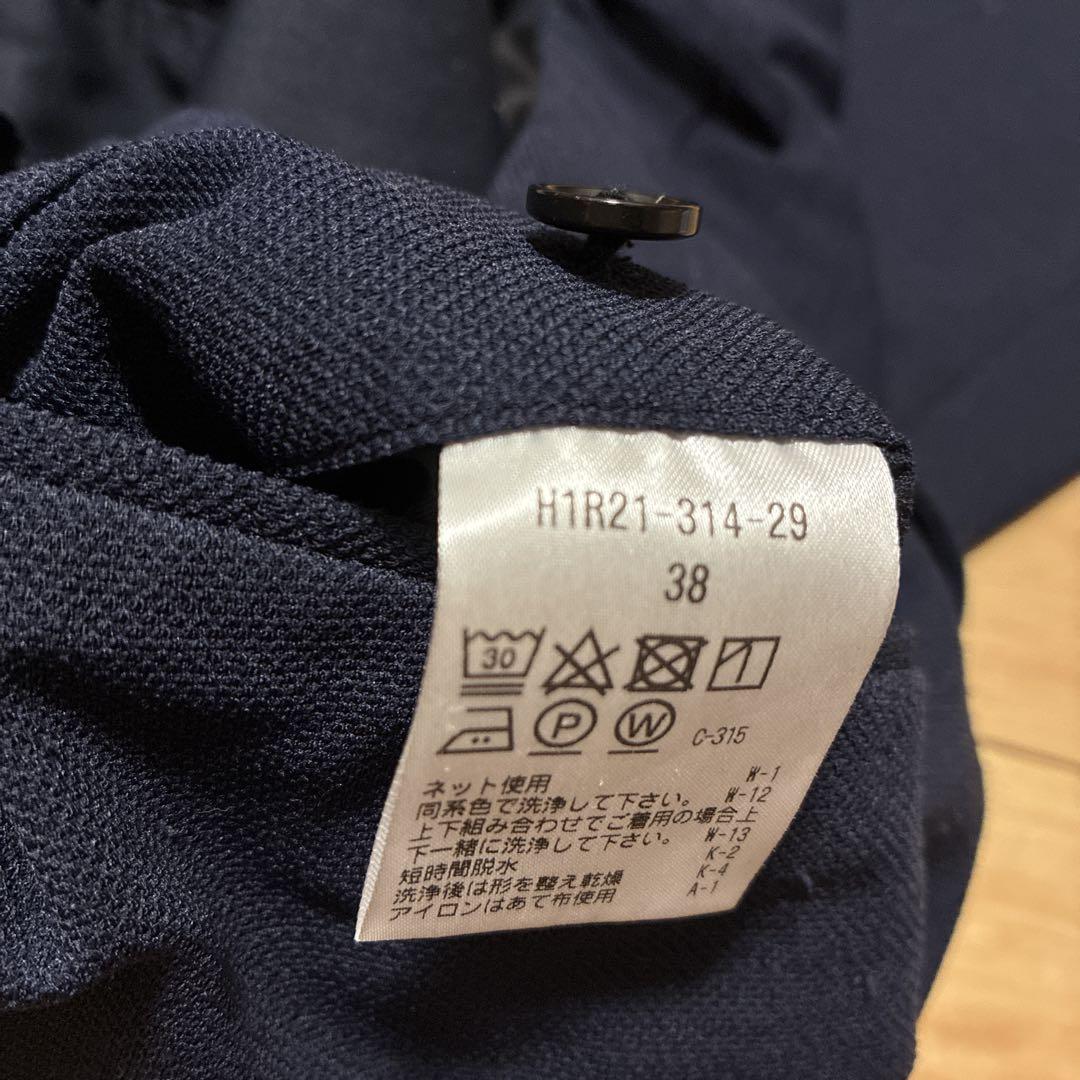 H1R21-314-29
38
30
P W C-315
ネット使用 W-1
同系色で洗浄して下さい。 W-12
上下組み合わせでご着用の場合上
下一緒に洗浄して下さい。 W-13
短時間脱水 K-2
洗浄後は形を整え乾燥 K-4
アイロンはあて布使用 A-1